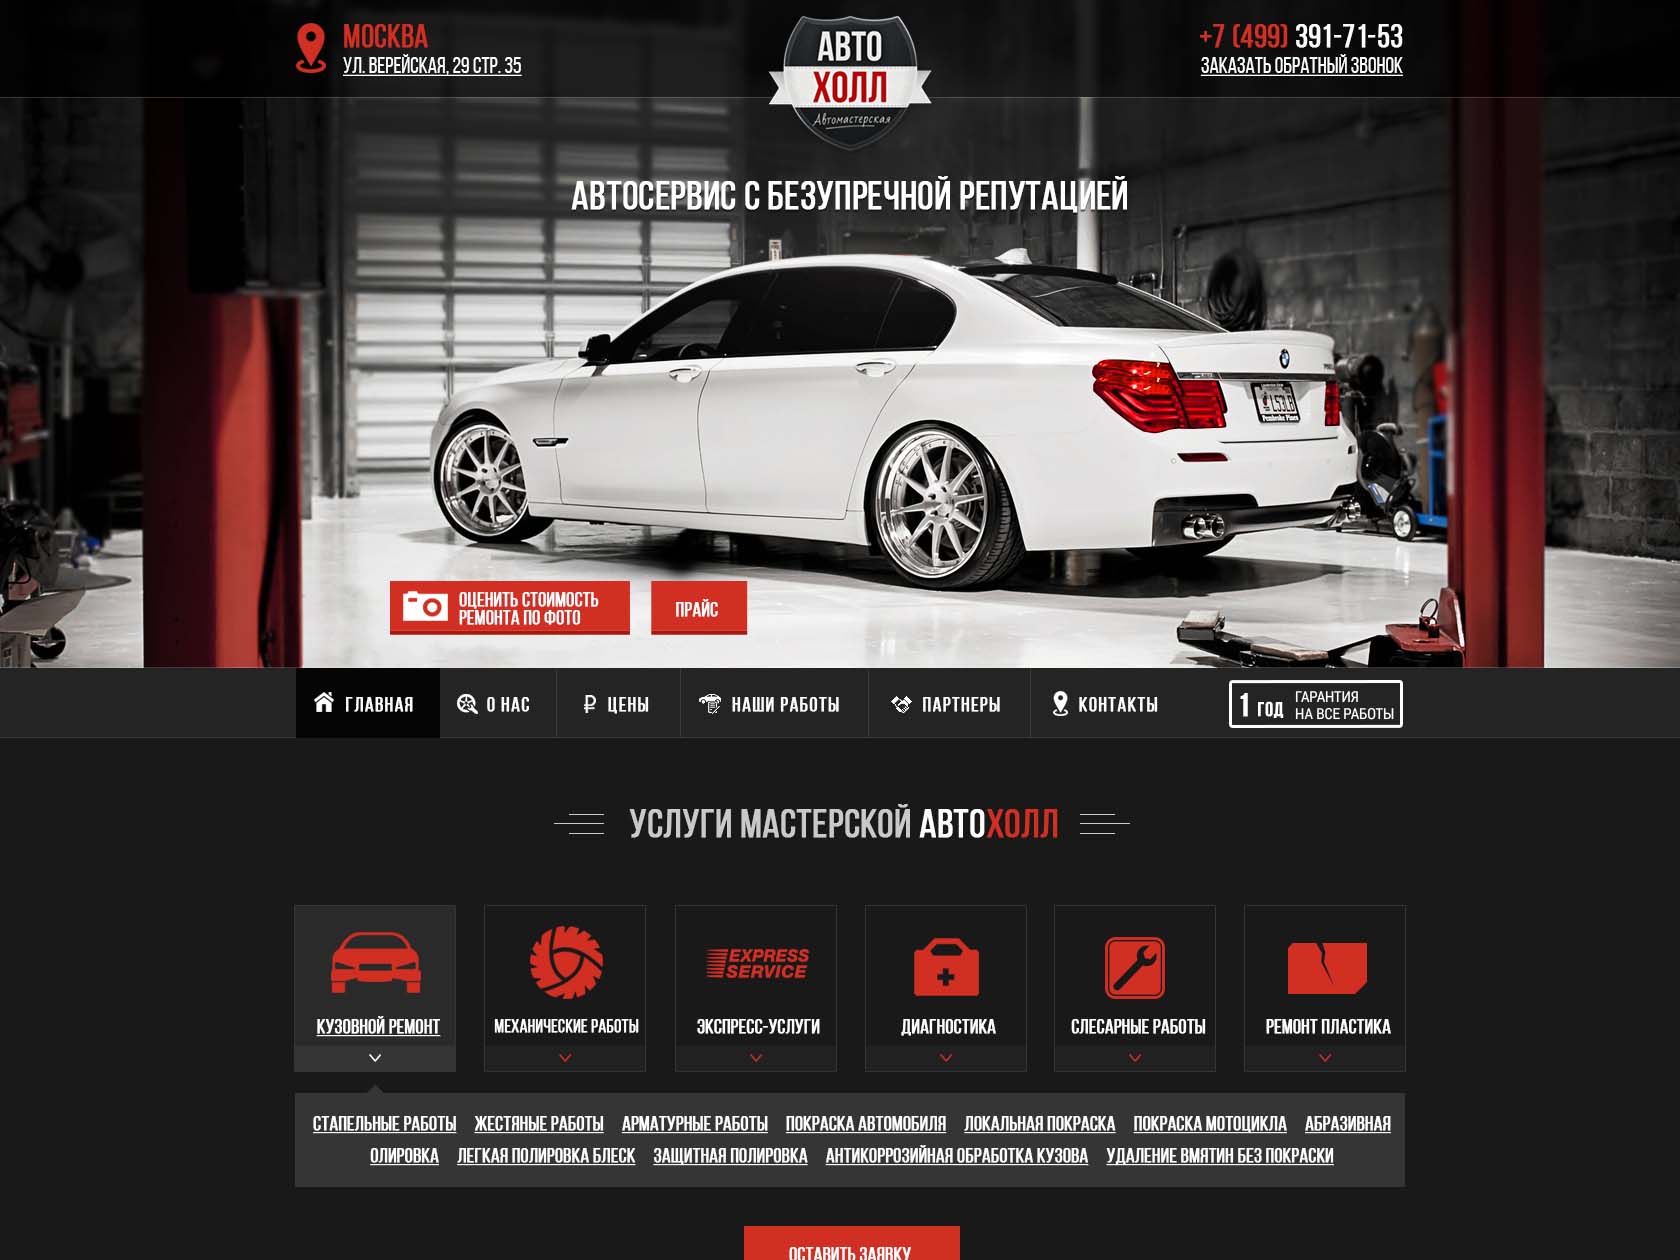 МОСКВА
УЛ. ВЕРЕЙСКАЯ, 29 СТР. 35
АВТО
ХОЛЛ
Автомастерская
+7 (499) 391-71-53
ЗАКАЗАТЬ ОБРАТНЫЙ ЗВОНОК
АВТОСЕРВИС С БЕЗУПРЕЧНОЙ РЕПУТАЦИЕЙ
L53LR
Pembroke Pines
ОЦЕНИТЬ СТОИМОСТЬ
РЕМОНТА ПО ФОТО
ПРАЙС
ГЛАВНАЯ
О НАС
ЦЕНЫ
НАШИ РАБОТЫ
ПАРТНЕРЫ
КОНТАКТЫ
1 ГОД
ГАРАНТИЯ
НА ВСЕ РАБОТЫ
УСЛУГИ МАСТЕРСКОЙ АВТОХОЛЛ
КУЗОВНОЙ РЕМОНТ
МЕХАНИЧЕСКИЕ РАБОТЫ
EXPRESS
SERVICE
ЭКСПРЕСС-УСЛУГИ
ДИАГНОСТИКА
СЛЕСАРНЫЕ РАБОТЫ
РЕМОНТ ПЛАСТИКА
СТАПЕЛЬНЫЕ РАБОТЫ ЖЕСТЯНЫЕ РАБОТЫ АРМАТУРНЫЕ РАБОТЫ ПОКРАСКА АВТОМОБИЛЯ ЛОКАЛЬНАЯ ПОКРАСКА ПОКРАСКА МОТОЦИКЛА АБРАЗИВНАЯ
ОЛИРОВКА ЛЕГКАЯ ПОЛИРОВКА БЛЕСК ЗАЩИТНАЯ ПОЛИРОВКА АНТИКОРРОЗИЙНАЯ ОБРАБОТКА КУЗОВА УДАЛЕНИЕ ВМЯТИН БЕЗ ПОКРАСКИ
ОСТАВИТЬ ЗАЯВКУ